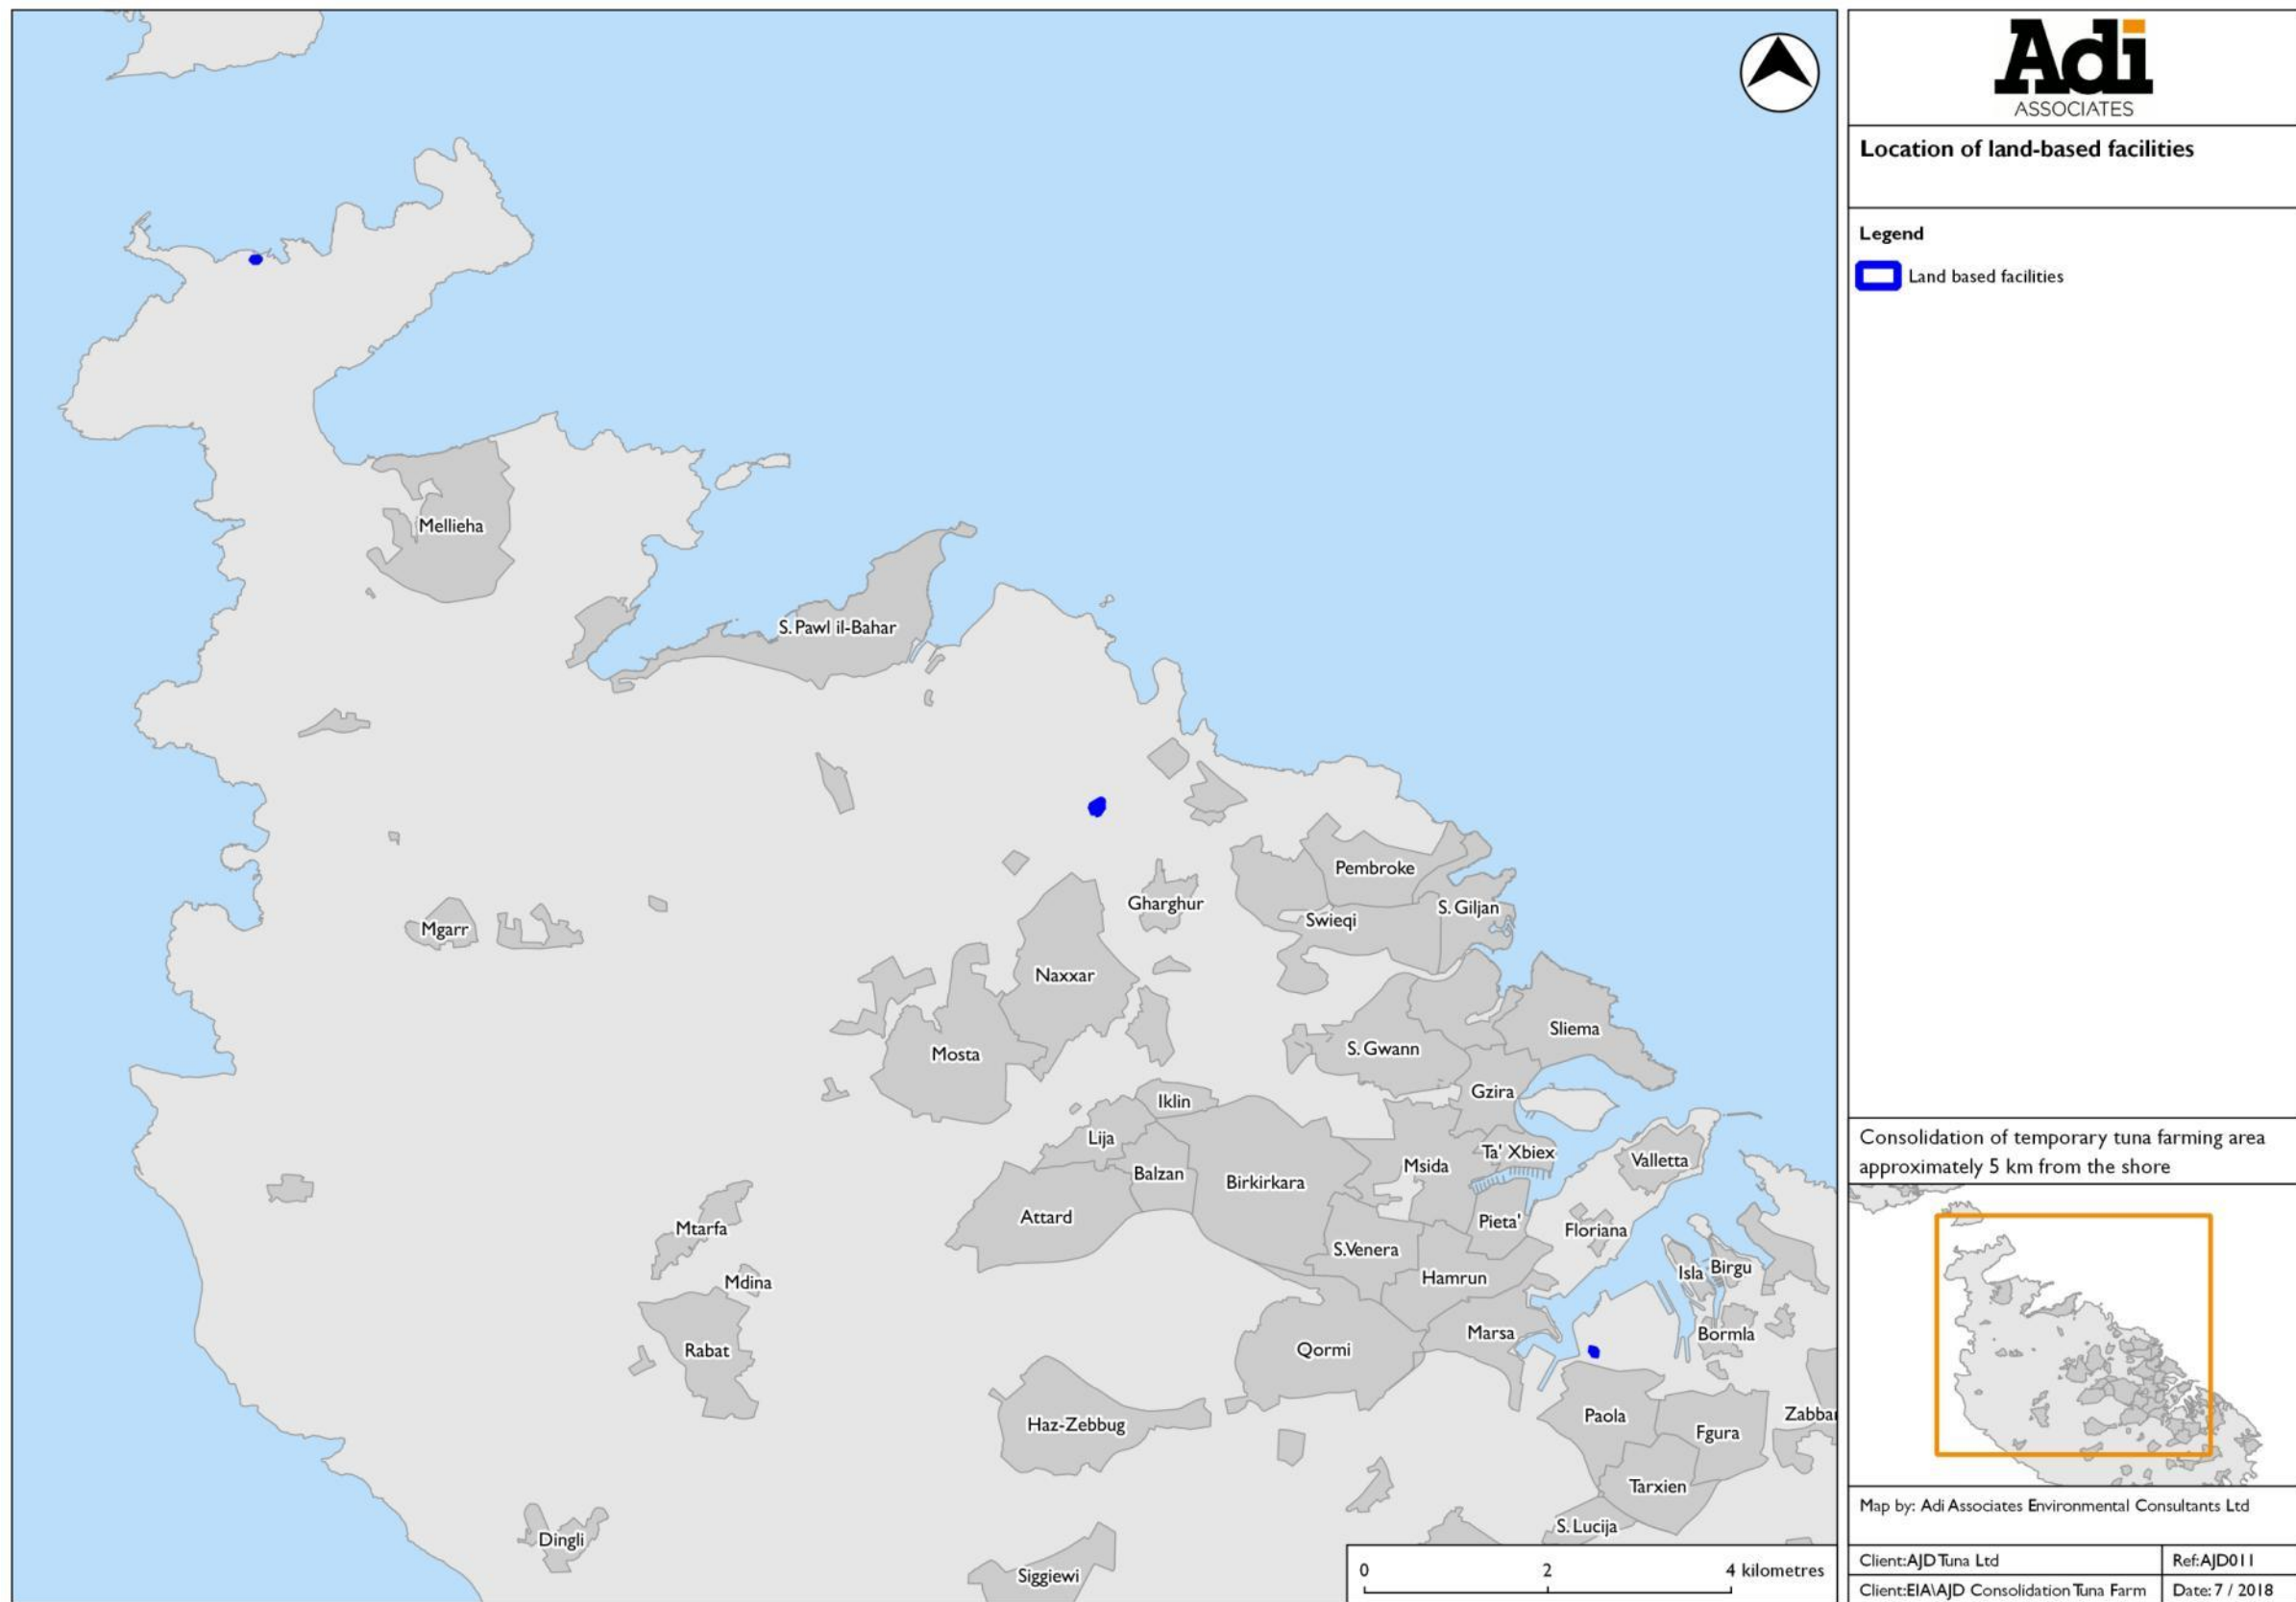 Adi
ASSOCIATES
Location of land-based facilities
Legend
Land based facilities
Mellieha
S. Pawl il-Bahar
Pembroke
Gharghur
S. Giljan
Swieqi
Mgarr
Naxxar
Sliema
S. Gwann
Mosta
Gzira
Iklin
Lija
Ta' Xbiex
Valletta
Msida
Balzan
Birkirkara
Attard
Pieta'
Mtarfa
Floriana
S.Venera
Isla
Birgu
Hamrun
Mdina
Marsa
Bormla
Qormi
Rabat
Paola
Zabbar
Haz-Zebbug
Fgura
Tarxien
S. Lucija
Dingli
Siggiewi
0 2 4 kilometres
Consolidation of temporary tuna farming area
approximately 5 km from the shore
Map by: Adi Associates Environmental Consultants Ltd
Client:AJD Tuna Ltd
Ref:AJD011
Client:EIA\AJD Consolidation Tuna Farm
Date: 7 / 2018